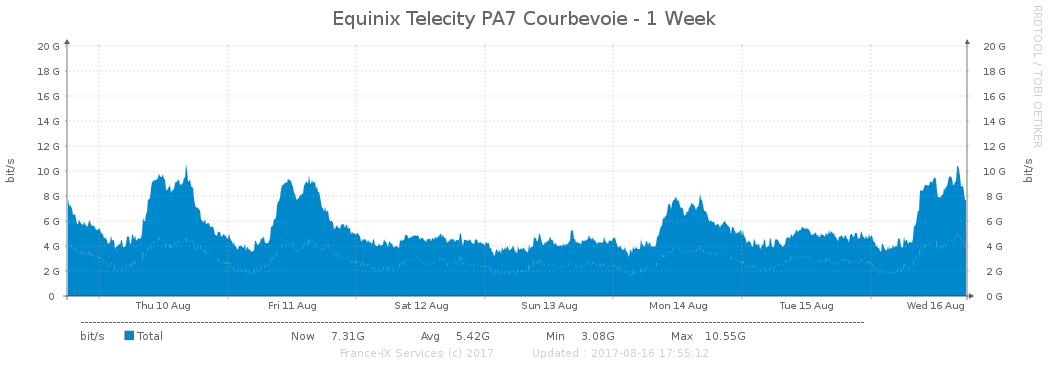 Equinix Telecity PA7 Courbevoie - 1 Week
RRDTOOL / TOBI OETIKER
bit/s
bit/s
20 G 20 G
18 G 18 G
16 G 16 G
14 G 14 G
12 G 12 G
10 G 10 G
8 G 8 G
6 G 6 G
4 G 4 G
2 G 2 G
0 0 G
Thu 10 Aug Fri 11 Aug Sat 12 Aug Sun 13 Aug Mon 14 Aug Tue 15 Aug Wed 16 Aug
bit/s Total Now 7.31G Avg 5.42G Min 3.08G Max 10.55G
France-IX Services (c) 2017 Updated : 2017-08-16 17:55:12